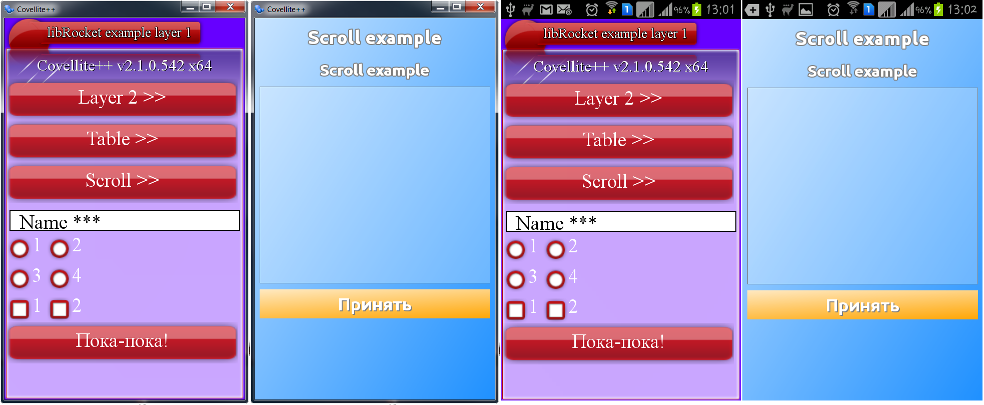 Covellite++
libRocket example layer 1
Covellite++ v2.1.0.542 x64
Layer 2 >>
Table >>
Scroll >>
Name ***
1 2
3 4
1 2
Пока-пока!
Covellite++
Scroll example
Scroll example
Принять
96% 13:01
libRocket example layer 1
Covellite++ v2.1.0.542 x64
Layer 2 >>
Table >>
Scroll >>
Name ***
1 2
3 4
1 2
Пока-пока!
96% 13:02
Scroll example
Scroll example
Принять